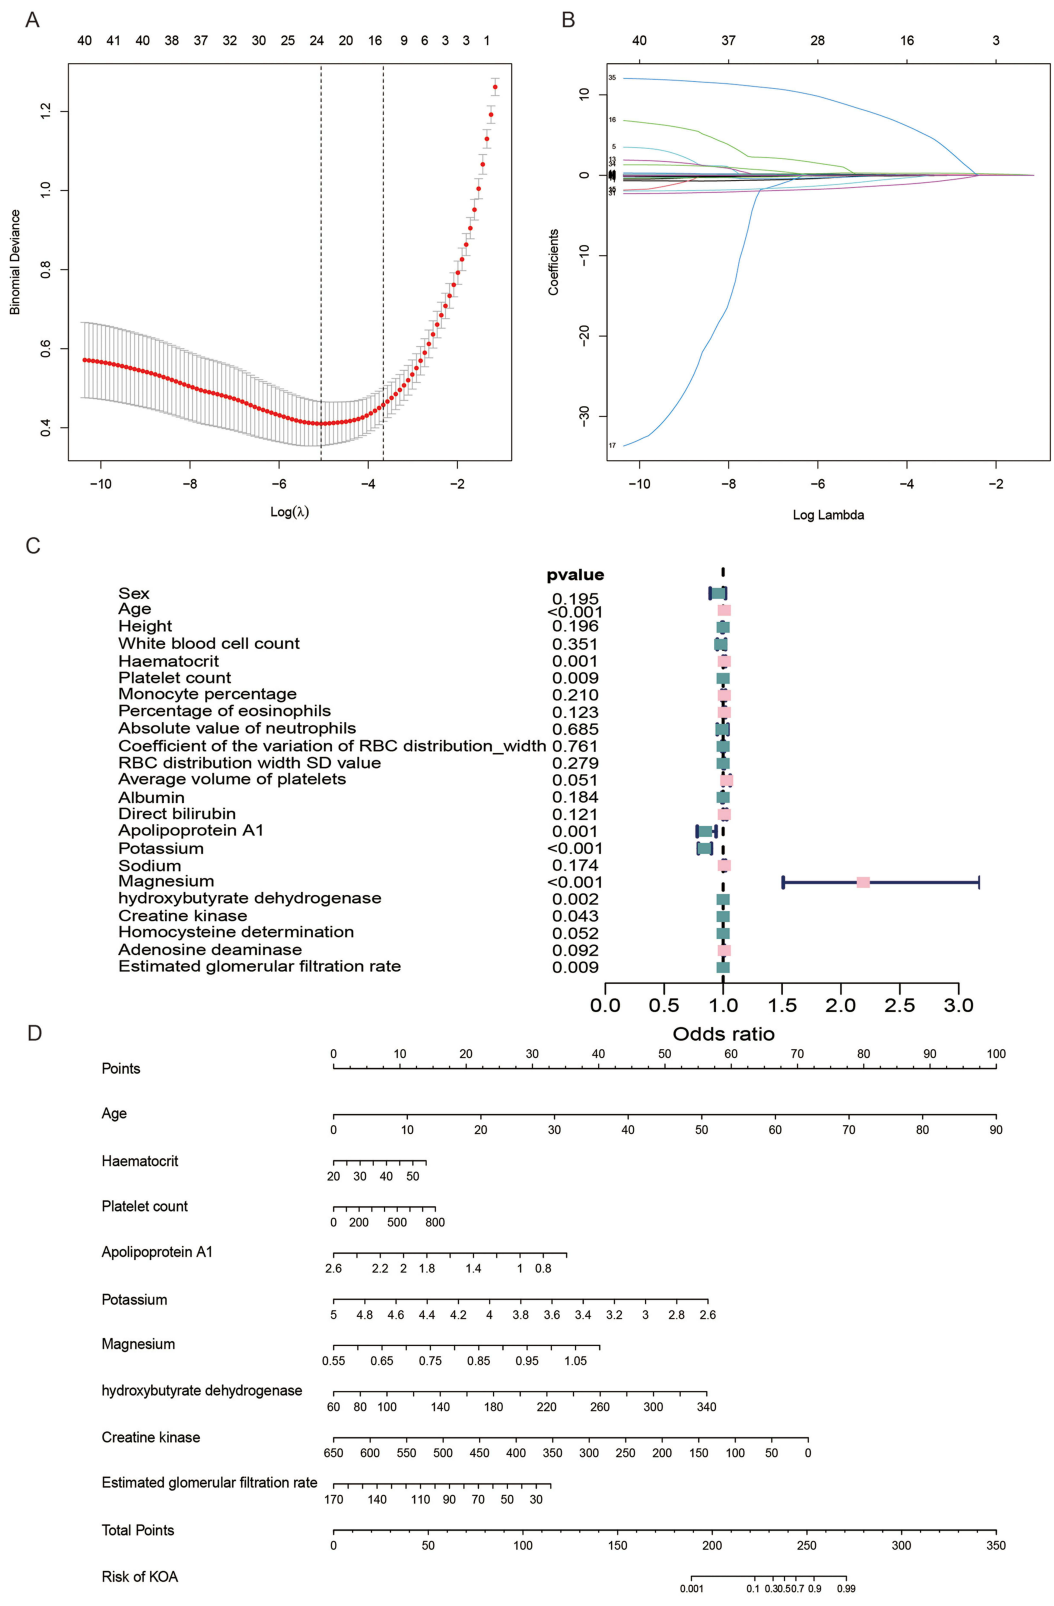 A
40 41 40 38 37 32 30 25 24 20 16 9 6 3 3 1
Binomial Deviance
1.2
1.0
0.8
0.6
0.4
−10 −8 −6 −4 −2
Log(λ)
B
40 37 28 16 3
Coefficients
10
0
−10
−20
−30
35
16
5
13
31
17
−10 −8 −6 −4 −2
Log Lambda
C
pvalue
Sex 0.195
Age <0.001
Height 0.196
White blood cell count 0.351
Haematocrit 0.001
Platelet count 0.009
Monocyte percentage 0.210
Percentage of eosinophils 0.123
Absolute value of neutrophils 0.685
Coefficient of the variation of RBC distribution_width 0.761
RBC distribution width SD value 0.279
Average volume of platelets 0.051
Albumin 0.184
Direct bilirubin 0.121
Apolipoprotein A1 0.001
Potassium <0.001
Sodium 0.174
Magnesium <0.001
hydroxybutyrate dehydrogenase 0.002
Creatine kinase 0.043
Homocysteine determination 0.052
Adenosine deaminase 0.092
Estimated glomerular filtration rate 0.009
0.0 0.5 1.0 1.5 2.0 2.5 3.0
Odds ratio
D
0 10 20 30 40 50 60 70 80 90 100
Points
Age
0 10 20 30 40 50 60 70 80 90
Haematocrit
20 30 40 50
Platelet count
0 200 500 800
Apolipoprotein A1
2.6 2.2 2 1.8 1.4 1 0.8
Potassium
5 4.8 4.6 4.4 4.2 4 3.8 3.6 3.4 3.2 3 2.8 2.6
Magnesium
0.55 0.65 0.75 0.85 0.95 1.05
hydroxybutyrate dehydrogenase
60 80 100 140 180 220 260 300 340
Creatine kinase
650 600 550 500 450 400 350 300 250 200 150 100 50 0
Estimated glomerular filtration rate
170 140 110 90 70 50 30
Total Points
0 50 100 150 200 250 300 350
Risk of KOA
0.001 0.1 0.3 0.5 0.7 0.9 0.99